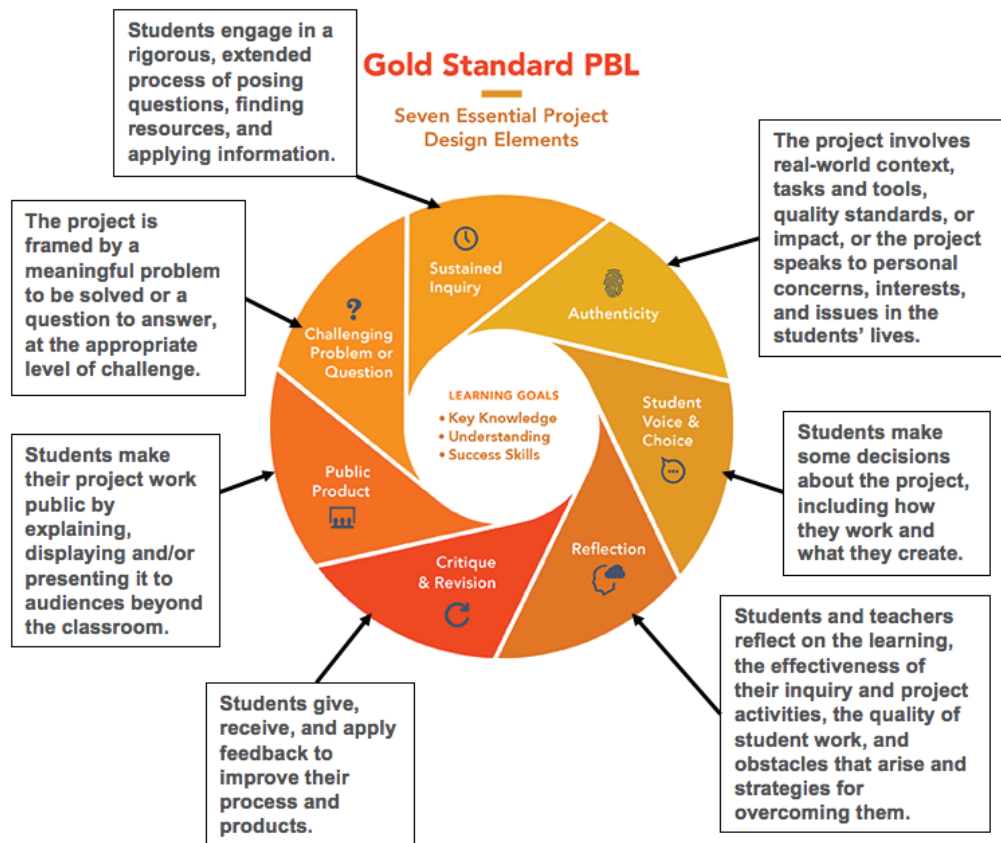 Gold Standard PBL
Seven Essential Project
Design Elements
Students engage in a
rigorous, extended
process of posing
questions, finding
resources, and
applying information.
The project is
framed by a
meaningful problem
to be solved or a
question to answer,
at the appropriate
level of challenge.
Students make
their project work
public by
explaining,
displaying and/or
presenting it to
audiences beyond
the classroom.
Students give,
receive, and apply
feedback to
improve their
process and
products.
The project involves
real-world context,
tasks and tools,
quality standards, or
impact, or the project
speaks to personal
concerns, interests,
and issues in the
students’ lives.
Students make
some decisions
about the project,
including how
they work and
what they create.
Students and teachers
reflect on the learning,
the effectiveness of
their inquiry and project
activities, the quality of
student work, and
obstacles that arise and
strategies for
overcoming them.
?
Challenging
Problem or
Question
Sustained
Inquiry
Authenticity
Student
Voice &
Choice
Reflection
Critique
& Revision
Public
Product
LEARNING GOALS
• Key Knowledge
• Understanding
• Success Skills